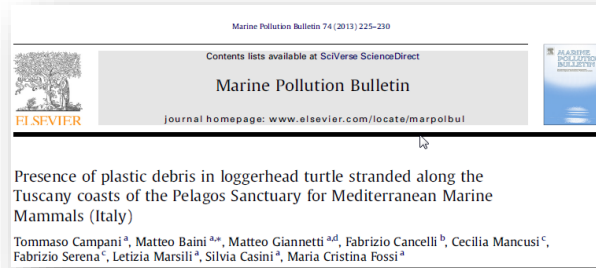 Marine Pollution Bulletin 74 (2013) 225–230
Contents lists available at SciVerse ScienceDirect
Marine Pollution Bulletin
journal homepage: www.elsevier.com/locate/marpolbul
ELSEVIER
MARINE
POLLUTION
BULLETIN
Presence of plastic debris in loggerhead turtle stranded along the
Tuscany coasts of the Pelagos Sanctuary for Mediterranean Marine
Mammals (Italy)
Tommaso Campani a, Matteo Baini a,*, Matteo Giannetti a,d, Fabrizio Cancelli b, Cecilia Mancusi c,
Fabrizio Serena c, Letizia Marsili a, Silvia Casini a, Maria Cristina Fossi a